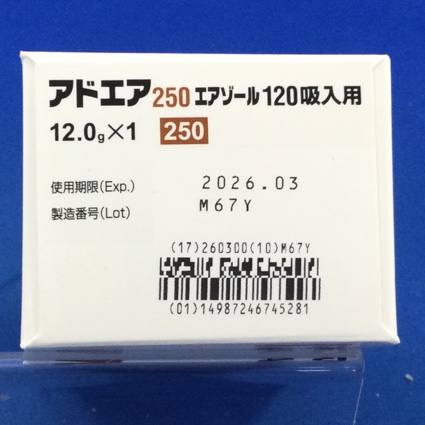 アドエア250エアゾール120吸入用
12.0g×1 250
使用期限(Exp.) 2026.03
製造番号(Lot) M67Y
(17)260300(10)M67Y
(01)14987246745281